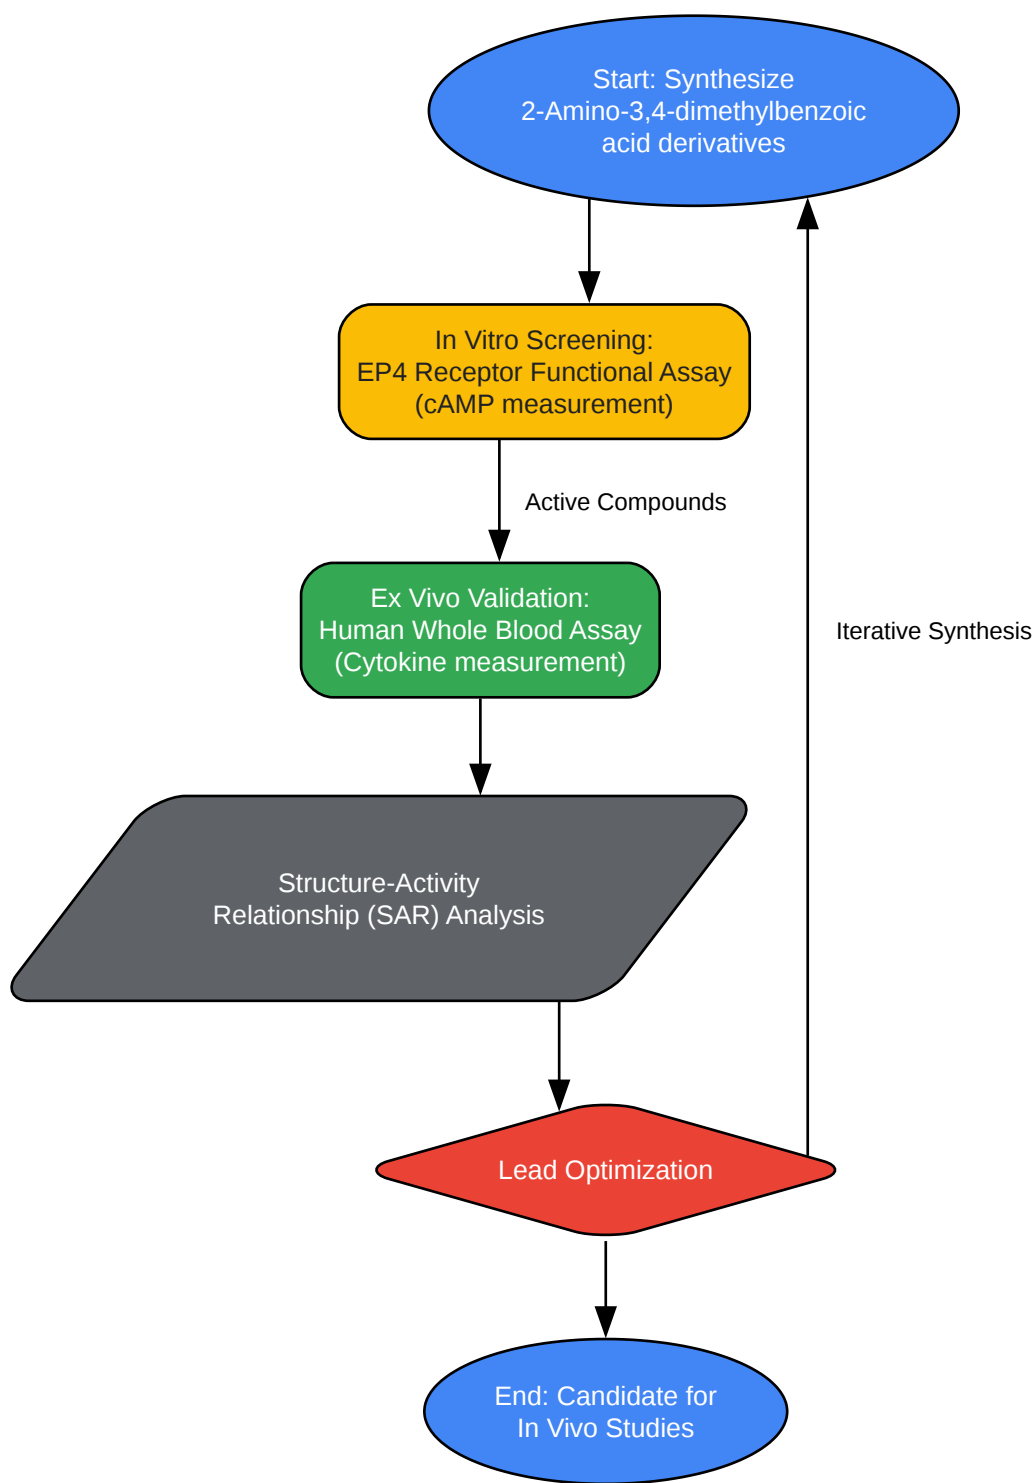 Start: Synthesize
2-Amino-3,4-dimethylbenzoic
acid derivatives
In Vitro Screening:
EP4 Receptor Functional Assay
(cAMP measurement)
Active Compounds
Ex Vivo Validation:
Human Whole Blood Assay
(Cytokine measurement)
Iterative Synthesis
Structure-Activity
Relationship (SAR) Analysis
Lead Optimization
End: Candidate for
In Vivo Studies